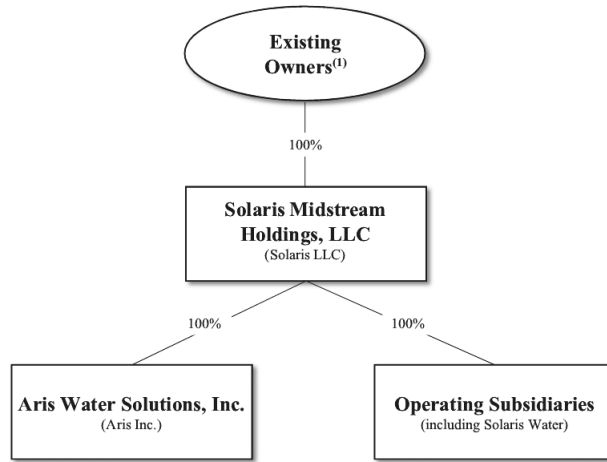 Existing
Owners(1)
100%
Solaris Midstream
Holdings, LLC
(Solaris LLC)
100%
100%
Aris Water Solutions, Inc.
(Aris Inc.)
Operating Subsidiaries
(including Solaris Water)